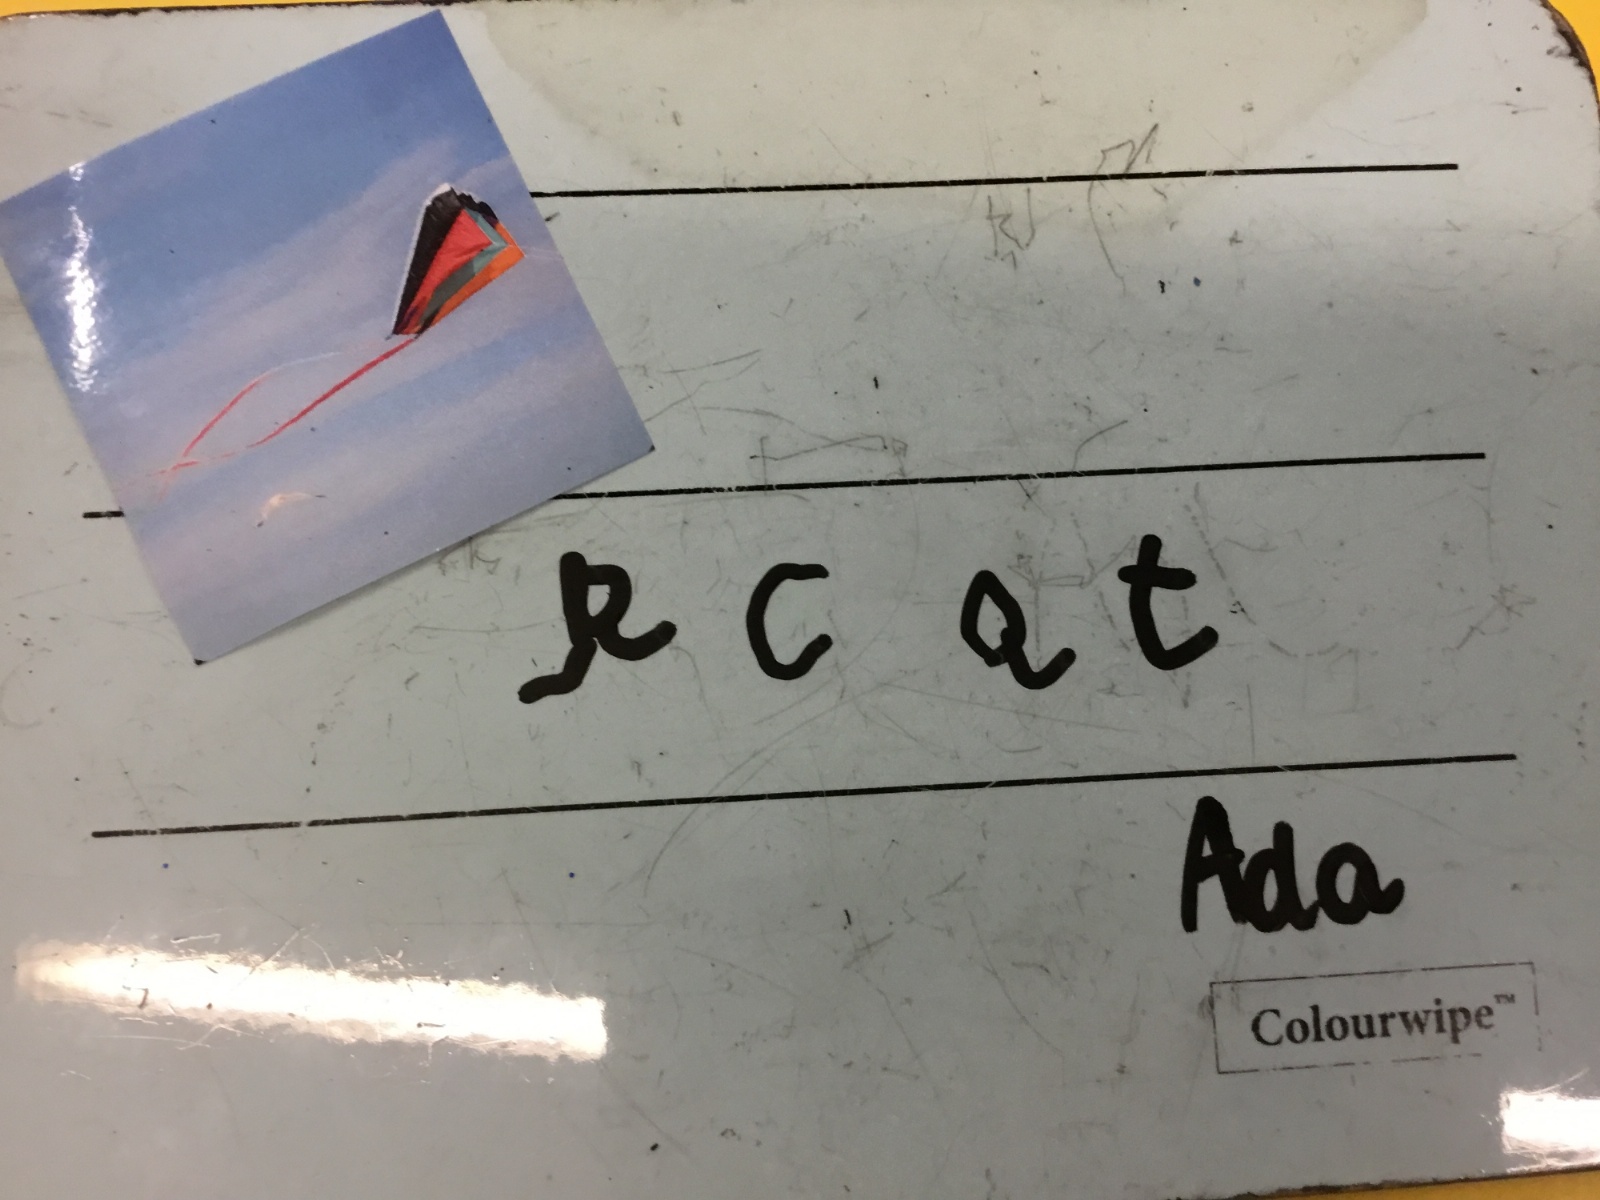 k c a t
Ada
Colourwipe™